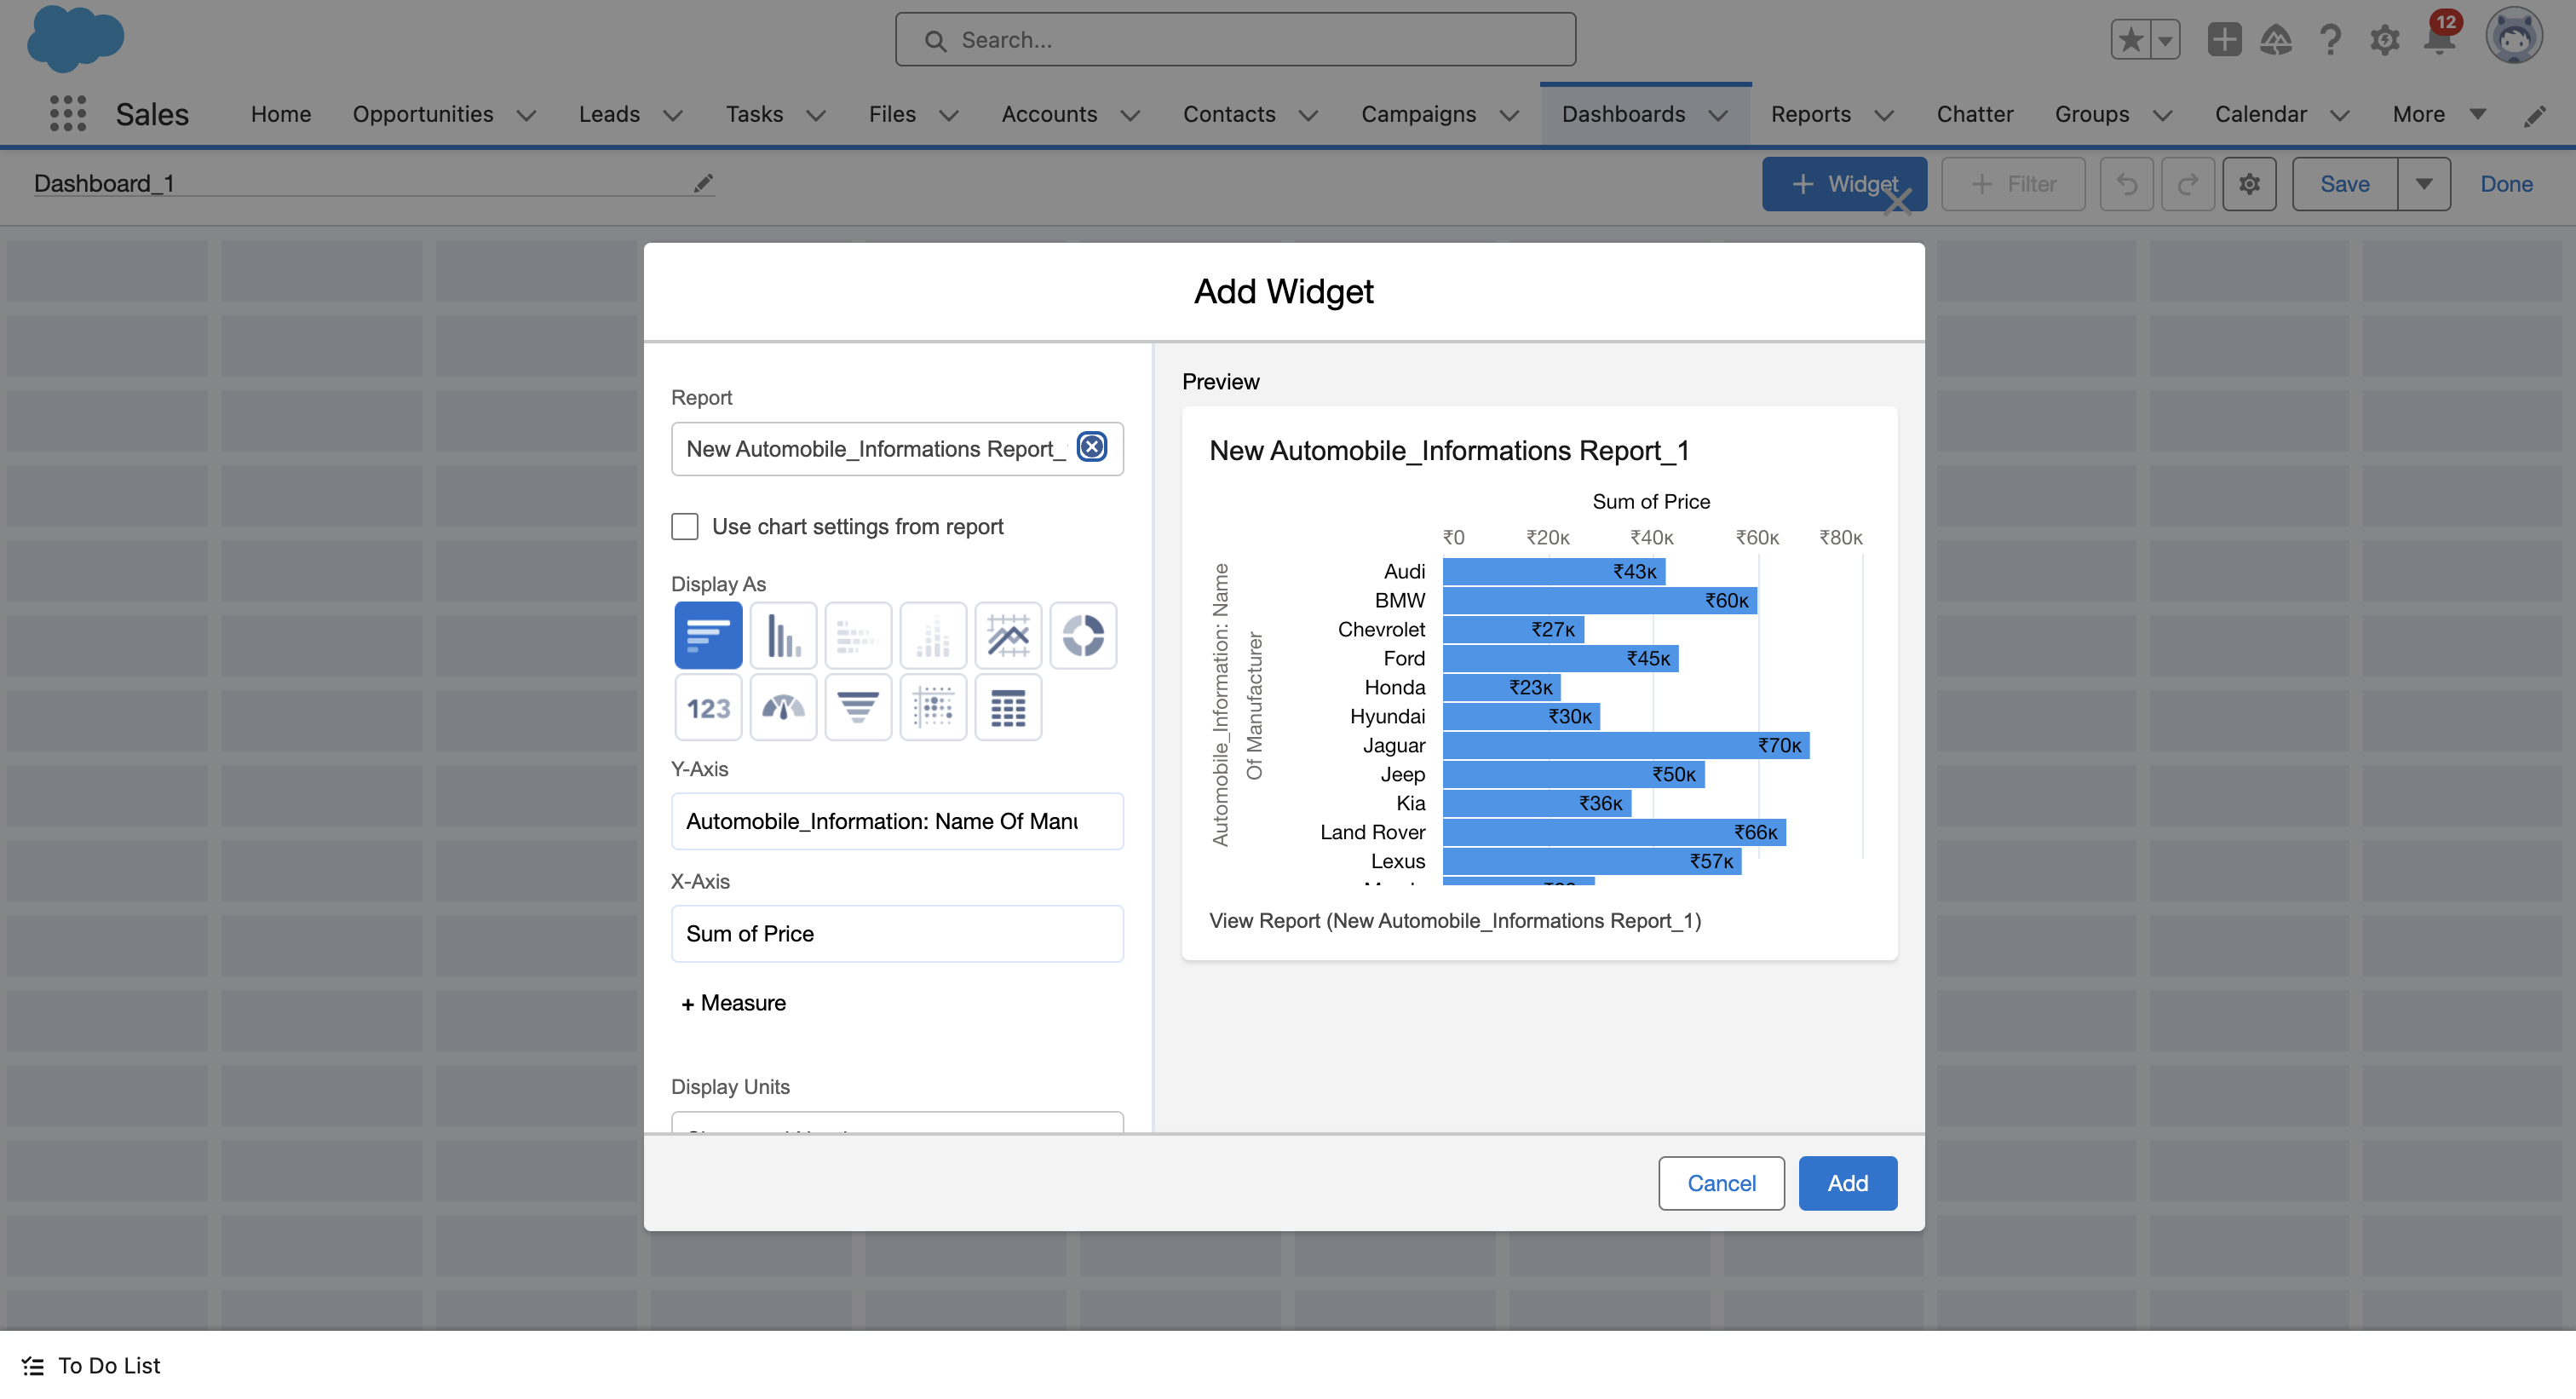 Search...
12
Sales
Home
Opportunities
Leads
Tasks
Files
Accounts
Contacts
Campaigns
Dashboards
Reports
Chatter
Groups
Calendar
More
Dashboard_1
+ Widget
+ Filter
Save
Done
Add Widget
Report
New Automobile_Informations Report_
Use chart settings from report
Display As
123
Y-Axis
Automobile_Information: Name Of Manu
X-Axis
Sum of Price
+ Measure
Display Units
Preview
New Automobile_Informations Report_1
Sum of Price
₹0 ₹20K ₹40K ₹60K ₹80K
Automobile_Information: Name
Of Manufacturer
Audi ₹43K
BMW ₹60K
Chevrolet ₹27K
Ford ₹45K
Honda ₹23K
Hyundai ₹30K
Jaguar ₹70K
Jeep ₹50K
Kia ₹36K
Land Rover ₹66K
Lexus ₹57K
View Report (New Automobile_Informations Report_1)
Cancel
Add
To Do List